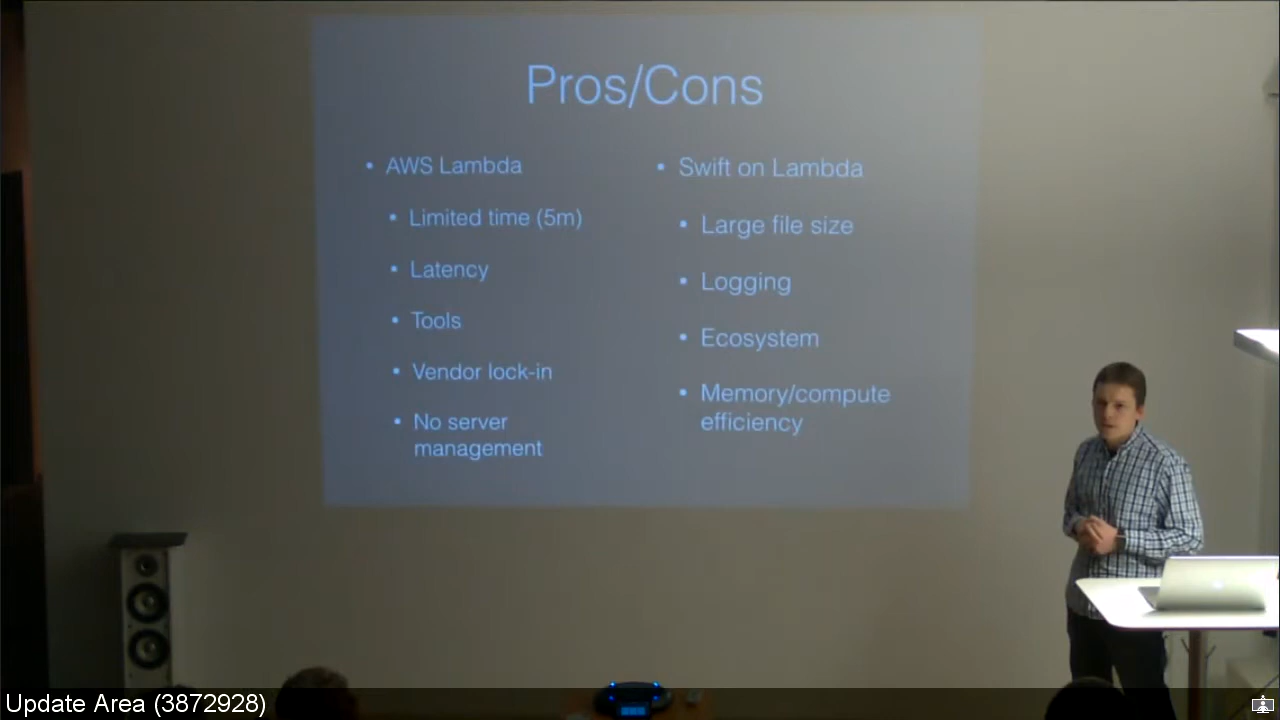 Pros/Cons
• AWS Lambda
• Limited time (5m)
• Latency
• Tools
• Vendor lock-in
• No server
management
• Swift on Lambda
• Large file size
• Logging
• Ecosystem
• Memory/compute
efficiency
Update Area (3872928)